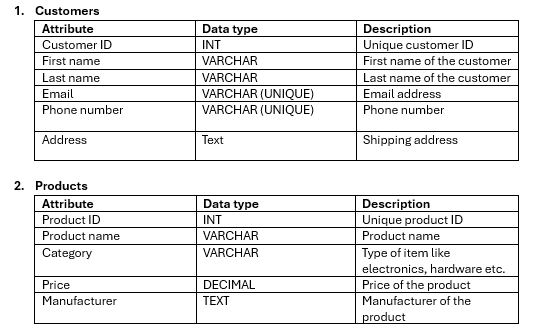 1. Customers
Attribute Data type Description
Customer ID INT Unique customer ID
First name VARCHAR First name of the customer
Last name VARCHAR Last name of the customer
Email VARCHAR (UNIQUE) Email address
Phone number VARCHAR (UNIQUE) Phone number
Address Text Shipping address
2. Products
Attribute Data type Description
Product ID INT Unique product ID
Product name VARCHAR Product name
Category VARCHAR Type of item like
electronics, hardware etc.
Price DECIMAL Price of the product
Manufacturer TEXT Manufacturer of the
product